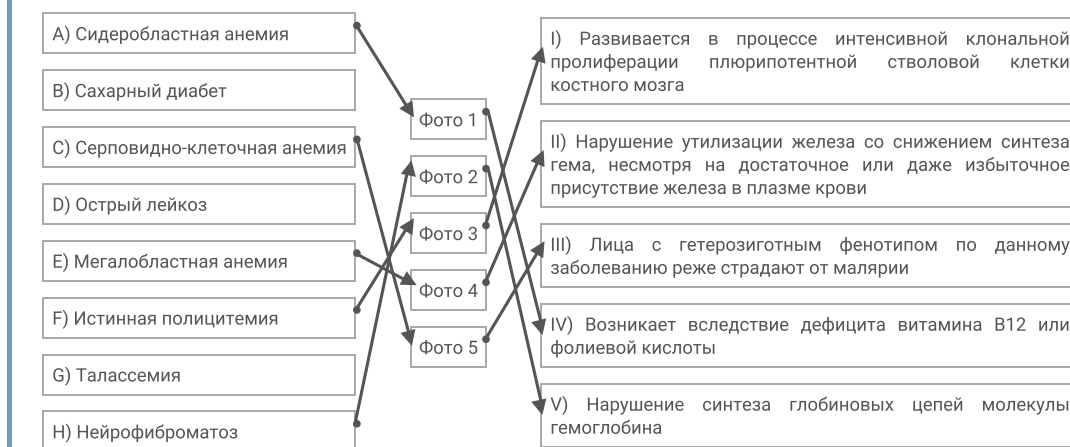 A) Сидеробластная анемия
B) Сахарный диабет
C) Серповидно-клеточная анемия
D) Острый лейкоз
E) Мегалобластная анемия
F) Истинная полицитемия
G) Талассемия
H) Нейрофиброматоз
Фото 1
Фото 2
Фото 3
Фото 4
Фото 5
I) Развивается в процессе интенсивной клональной
пролиферации плюрипотентной стволовой клетки
костного мозга
II) Нарушение утилизации железа со снижением синтеза
гема, несмотря на достаточное или даже избыточное
присутствие железа в плазме крови
III) Лица с гетерозиготным фенотипом по данному
заболеванию реже страдают от малярии
IV) Возникает вследствие дефицита витамина В12 или
фолиевой кислоты
V) Нарушение синтеза глобиновых цепей молекулы
гемоглобина